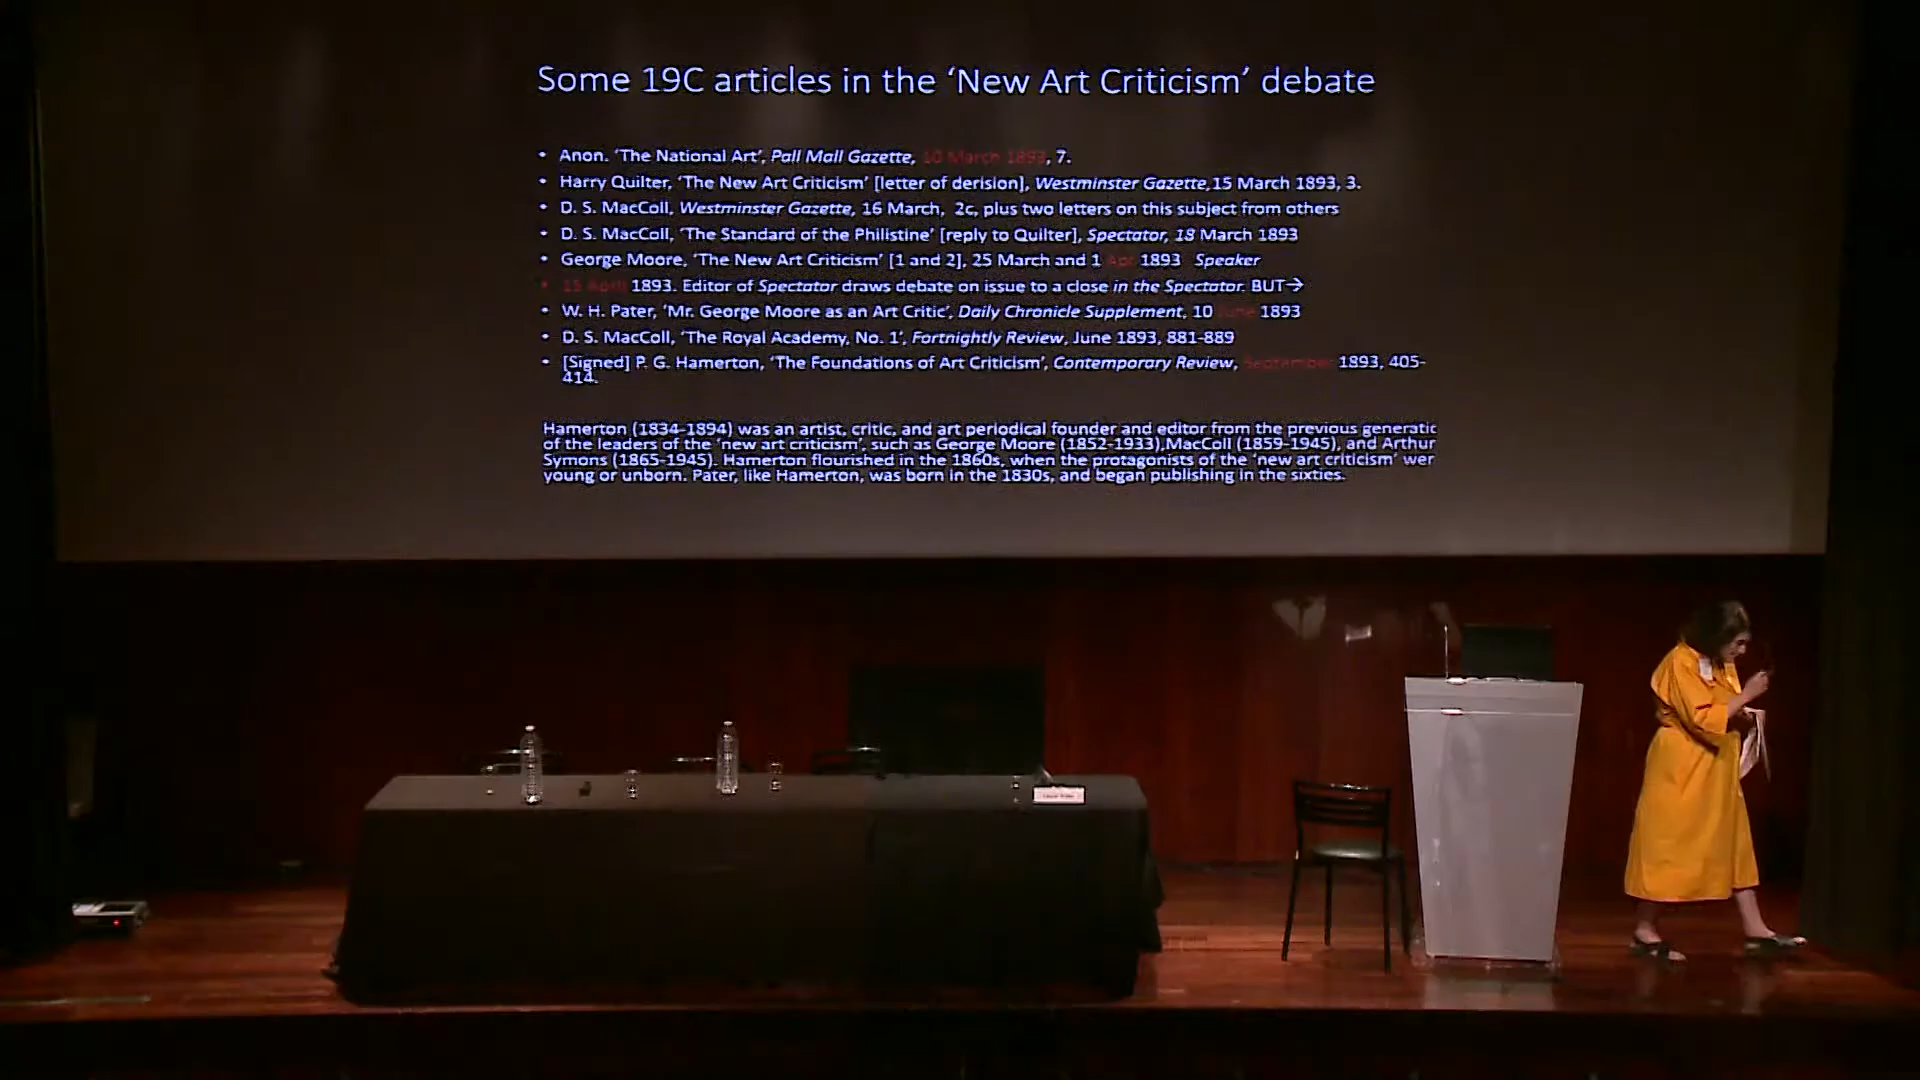 Some 19C articles in the ‘New Art Criticism’ debate
• Anon. ‘The National Art’, Pall Mall Gazette, 10 March 1893, 7.
• Harry Quilter, ‘The New Art Criticism’ [letter of derision], Westminster Gazette,15 March 1893, 3.
• D. S. MacColl, Westminster Gazette, 16 March, 2c, plus two letters on this subject from others
• D. S. MacColl, ‘The Standard of the Philistine’ [reply to Quilter], Spectator, 18 March 1893
• George Moore, ‘The New Art Criticism’ [1 and 2], 25 March and 1 Apr 1893 Speaker
• 15 April 1893. Editor of Spectator draws debate on issue to a close in the Spectator. BUT→
• W. H. Pater, ‘Mr. George Moore as an Art Critic’, Daily Chronicle Supplement, 10 June 1893
• D. S. MacColl, ‘The Royal Academy, No. 1’, Fortnightly Review, June 1893, 881-889
• [Signed] P. G. Hamerton, ‘The Foundations of Art Criticism’, Contemporary Review, September 1893, 405-
414.
Hamerton (1834-1894) was an artist, critic, and art periodical founder and editor from the previous generatic
of the leaders of the ‘new art criticism’, such as George Moore (1852-1933),MacColl (1859-1945), and Arthur
Symons (1865-1945). Hamerton flourished in the 1860s, when the protagonists of the ‘new art criticism’ wer
young or unborn. Pater, like Hamerton, was born in the 1830s, and began publishing in the sixties.